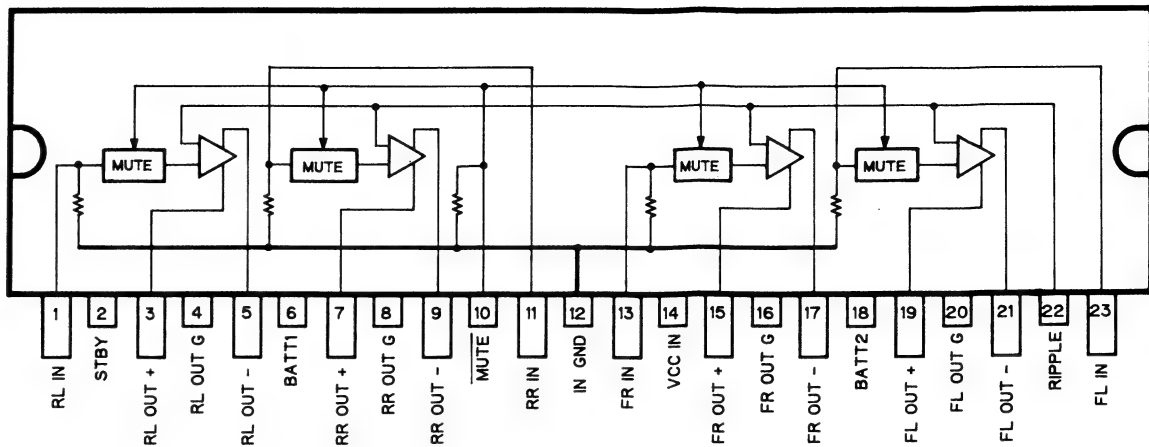 MUTE
MUTE
MUTE
MUTE
1 2 3 4 5 6 7 8 9 10 11 12 13 14 15 16 17 18 19 20 21 22 23
RL IN
STBY
RL OUT +
RL OUT G
RL OUT -
BATT1
RR OUT +
RR OUT G
RR OUT -
MUTE
RR IN
IN GND
FR IN
VCC IN
FR OUT +
FR OUT G
FR OUT -
BATT2
FL OUT +
FL OUT G
FL OUT -
RIPPLE
FL IN